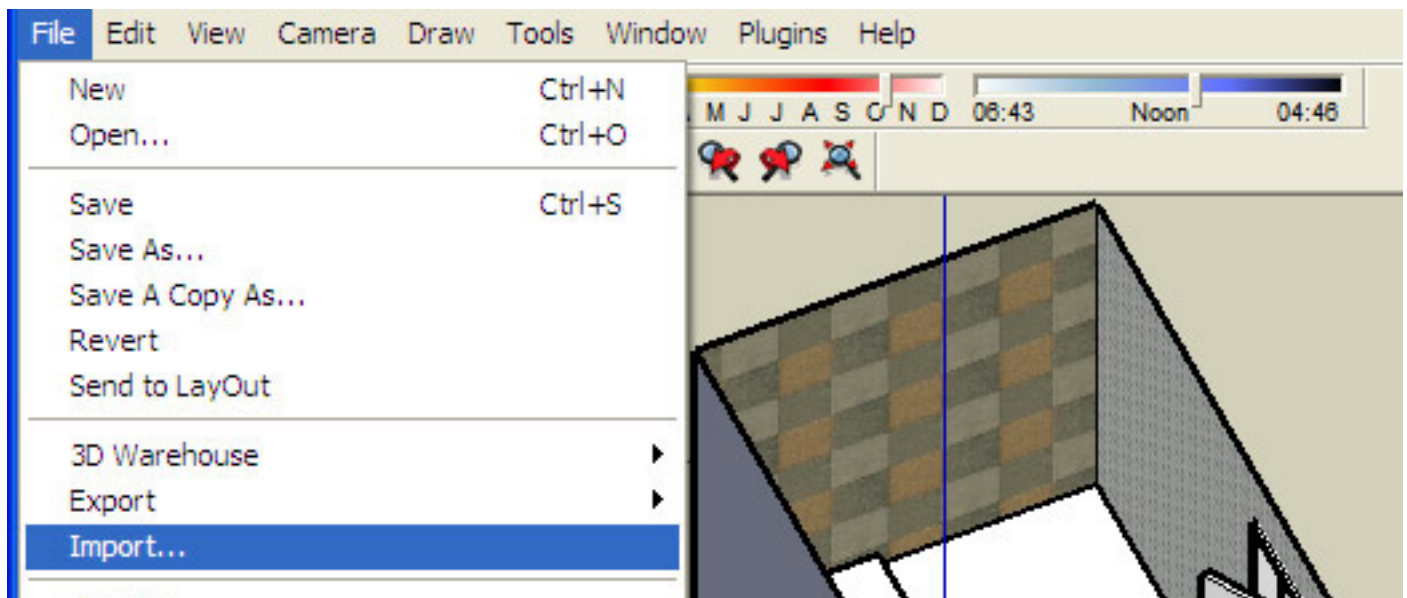 File Edit View Camera Draw Tools Window Plugins Help
New Ctrl+N
Open... Ctrl+O
Save Ctrl+S
Save As...
Save A Copy As...
Revert
Send to LayOut
3D Warehouse
Export
Import...
M J J A S O N D 06:43 Noon 04:46